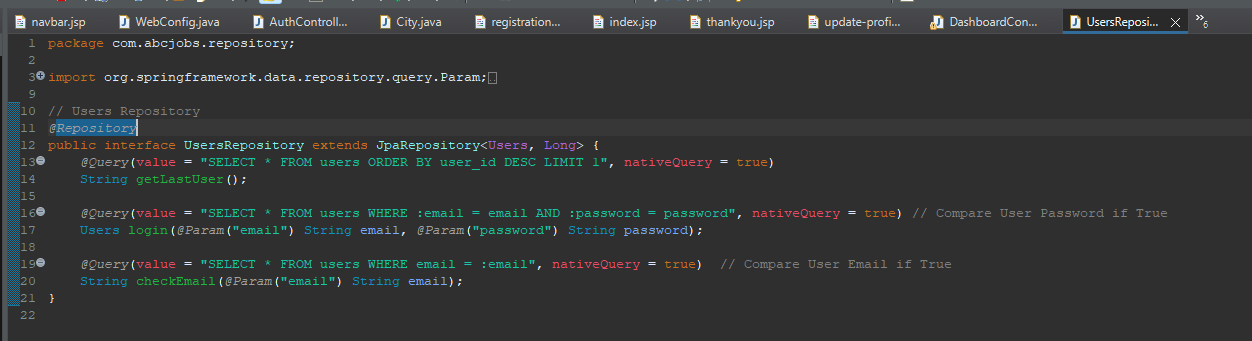 navbar.jsp WebConfig.java AuthControll... City.java registration... index.jsp thankyou.jsp update-profi... DashboardCon... UsersReposi... 6
1 package com.abcjobs.repository;
2
3 import org.springframework.data.repository.query.Param;
9
10 // Users Repository
11 @Repository
12 public interface UsersRepository extends JpaRepository<Users, Long> {
13 @Query(value = "SELECT * FROM users ORDER BY user_id DESC LIMIT 1", nativeQuery = true)
14 String getLastUser();
15
16 @Query(value = "SELECT * FROM users WHERE :email = email AND :password = password", nativeQuery = true) // Compare User Password if True
17 Users login(@Param("email") String email, @Param("password") String password);
18
19 @Query(value = "SELECT * FROM users WHERE email = :email", nativeQuery = true)  // Compare User Email if True
20 String checkEmail(@Param("email") String email);
21 }
22